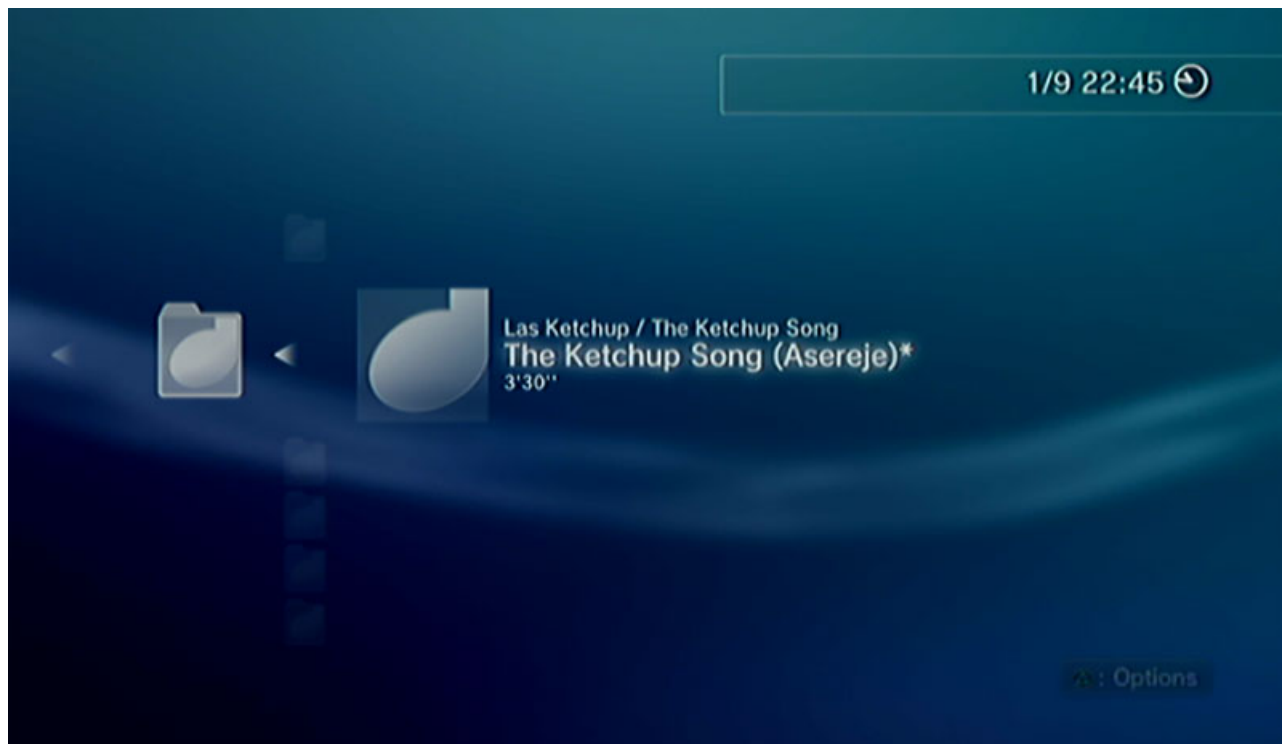 1/9 22:45
Las Ketchup / The Ketchup Song
The Ketchup Song (Asereje)*
3'30''
: Options